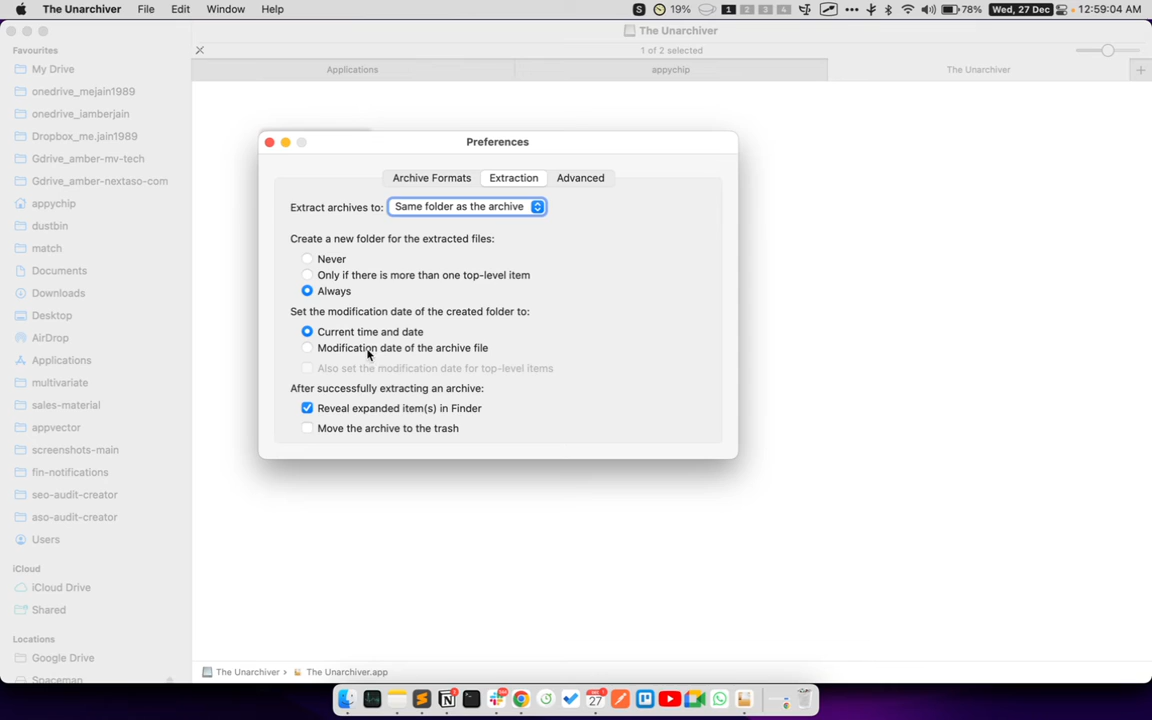 The Unarchiver File Edit Window Help
S 19% 1 2 3 4 78% Wed, 27 Dec 12:59:04 AM
The Unarchiver
1 of 2 selected
Applications appychip The Unarchiver
Favourites
My Drive
onedrive_mejain1989
onedrive_iamberjain
Dropbox_me.jain1989
Gdrive_amber-mv-tech
Gdrive_amber-nextaso-com
appychip
dustbin
match
Documents
Downloads
Desktop
AirDrop
Applications
multivariate
sales-material
appvector
screenshots-main
fin-notifications
seo-audit-creator
aso-audit-creator
Users
iCloud
iCloud Drive
Shared
Locations
Google Drive
Spaceman
Preferences
Archive Formats Extraction Advanced
Extract archives to: Same folder as the archive
Create a new folder for the extracted files:
Never
Only if there is more than one top-level item
Always
Set the modification date of the created folder to:
Current time and date
Modification date of the archive file
Also set the modification date for top-level items
After successfully extracting an archive:
Reveal expanded item(s) in Finder
Move the archive to the trash
The Unarchiver › The Unarchiver.app
27